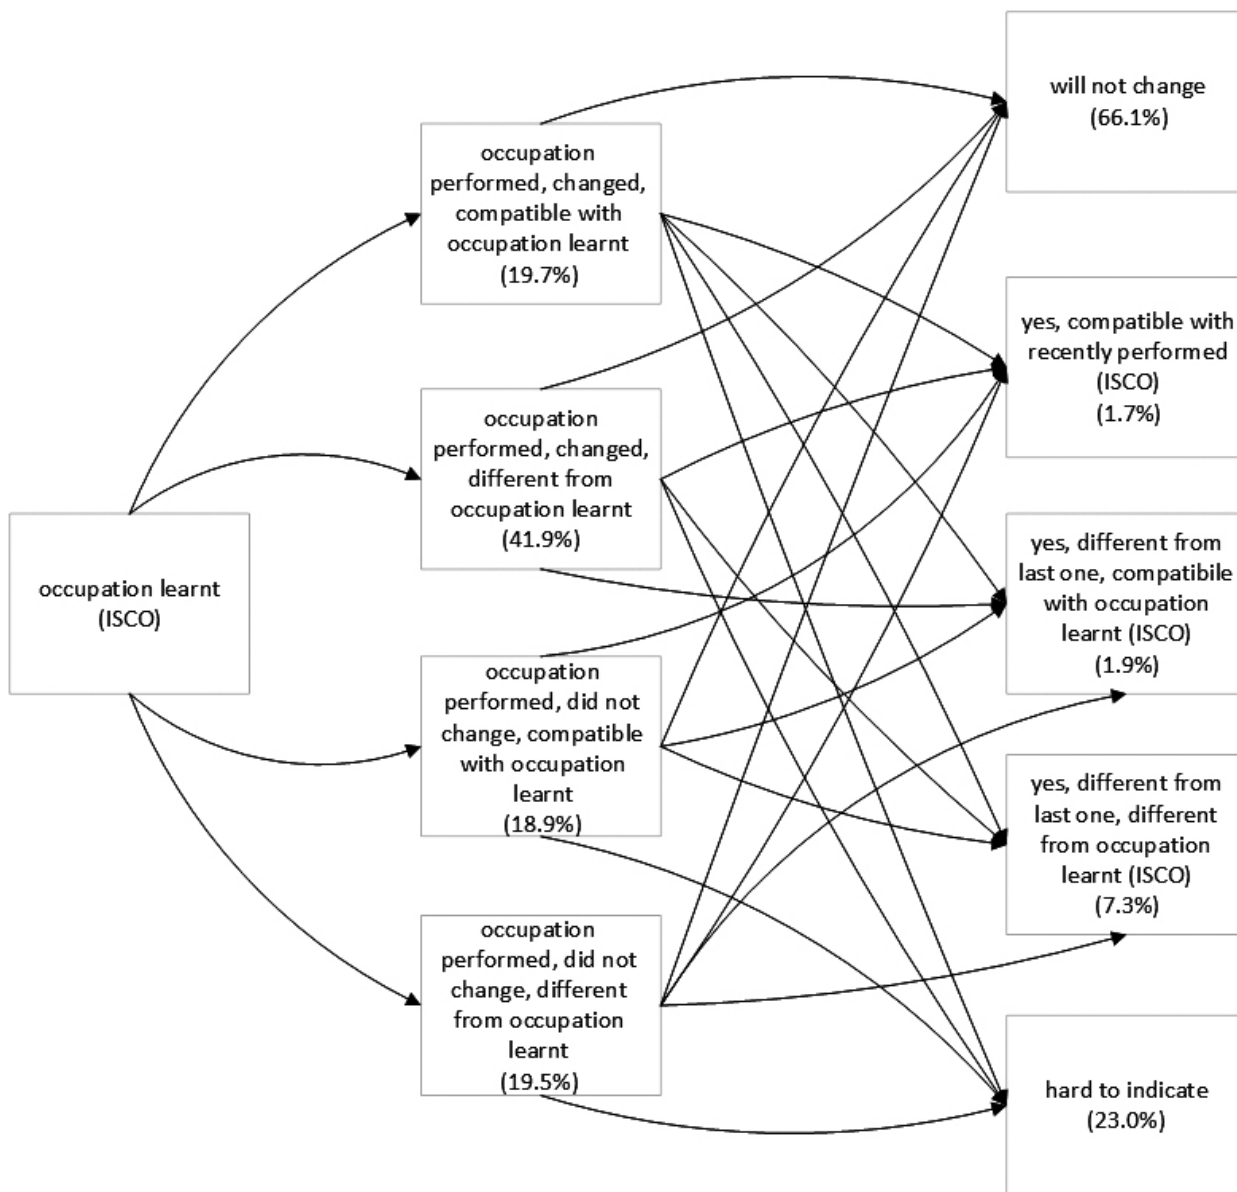 occupation learnt
(ISCO)
occupation
performed, changed,
compatible with
occupation learnt
(19.7%)
occupation
performed, changed,
different from
occupation learnt
(41.9%)
occupation
performed, did not
change, compatible
with occupation
learnt
(18.9%)
occupation
performed, did not
change, different
from occupation
learnt
(19.5%)
will not change
(66.1%)
yes, compatible with
recently performed
(ISCO)
(1.7%)
yes, different from
last one, compatibile
with occupation
learnt (ISCO)
(1.9%)
yes, different from
last one, different
from occupation
learnt (ISCO)
(7.3%)
hard to indicate
(23.0%)